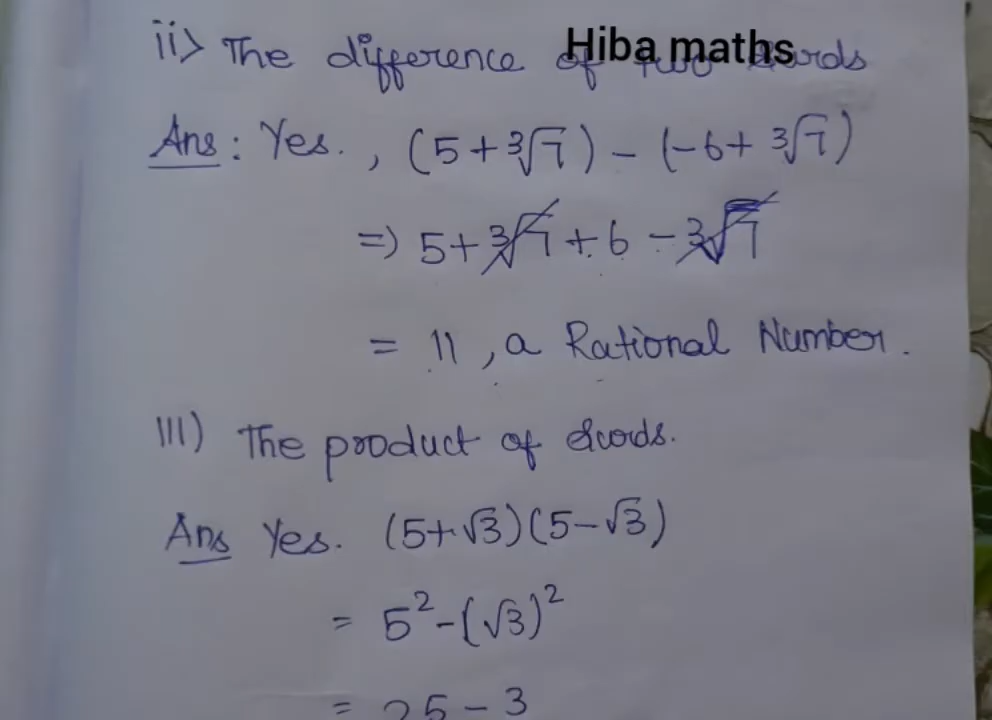 ii> The difference of two surds
Hiba maths
Ans: Yes. , (5+∛7) - (-6+ ∛7)
=) 5+∛7 + 6 - ∛7
= 11 , a Rational Number.
III) The product of surds.
Ans Yes. (5+√3)(5-√3)
= 5² - (√3)²
= 25 - 3